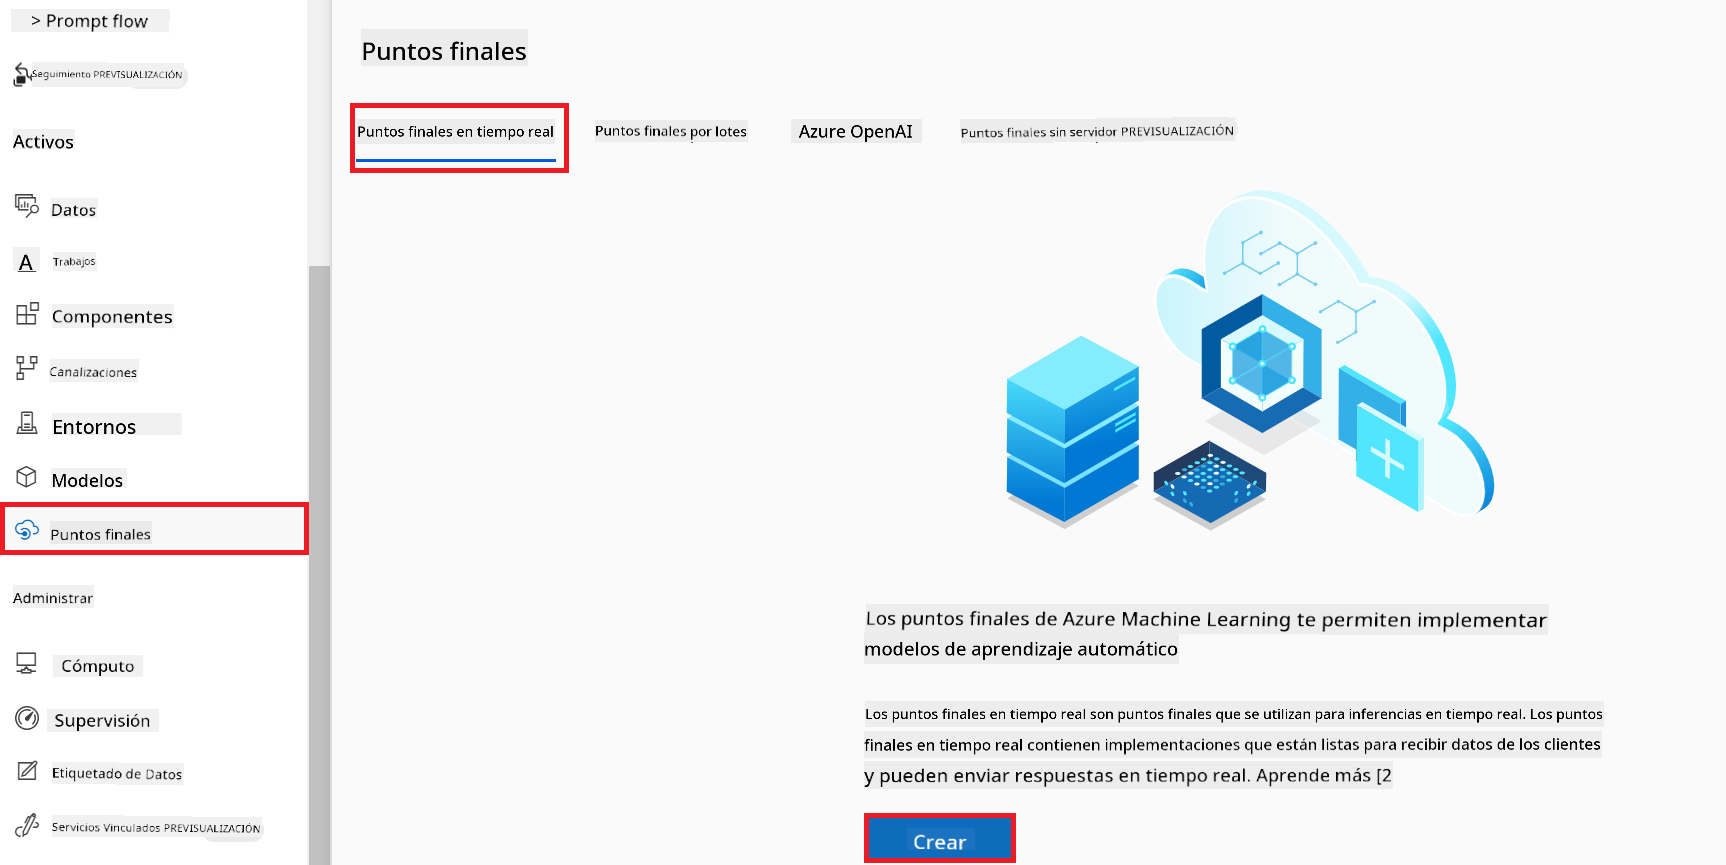 > Prompt flow
Seguimiento PREVISUALIZACIÓN
Activos
Datos
A Trabajos
Componentes
Canalizaciones
Entornos
Modelos
Puntos finales
Administrar
Cómputo
Supervisión
Etiquetado de Datos
Servicios Vinculados PREVISUALIZACIÓN
Puntos finales
Puntos finales en tiempo real
Puntos finales por lotes
Azure OpenAI
Puntos finales sin servidor PREVISUALIZACIÓN
Los puntos finales de Azure Machine Learning te permiten implementar
modelos de aprendizaje automático
Los puntos finales en tiempo real son puntos finales que se utilizan para inferencias en tiempo real. Los puntos
finales en tiempo real contienen implementaciones que están listas para recibir datos de los clientes
y pueden enviar respuestas en tiempo real. Aprende más [2
Crear